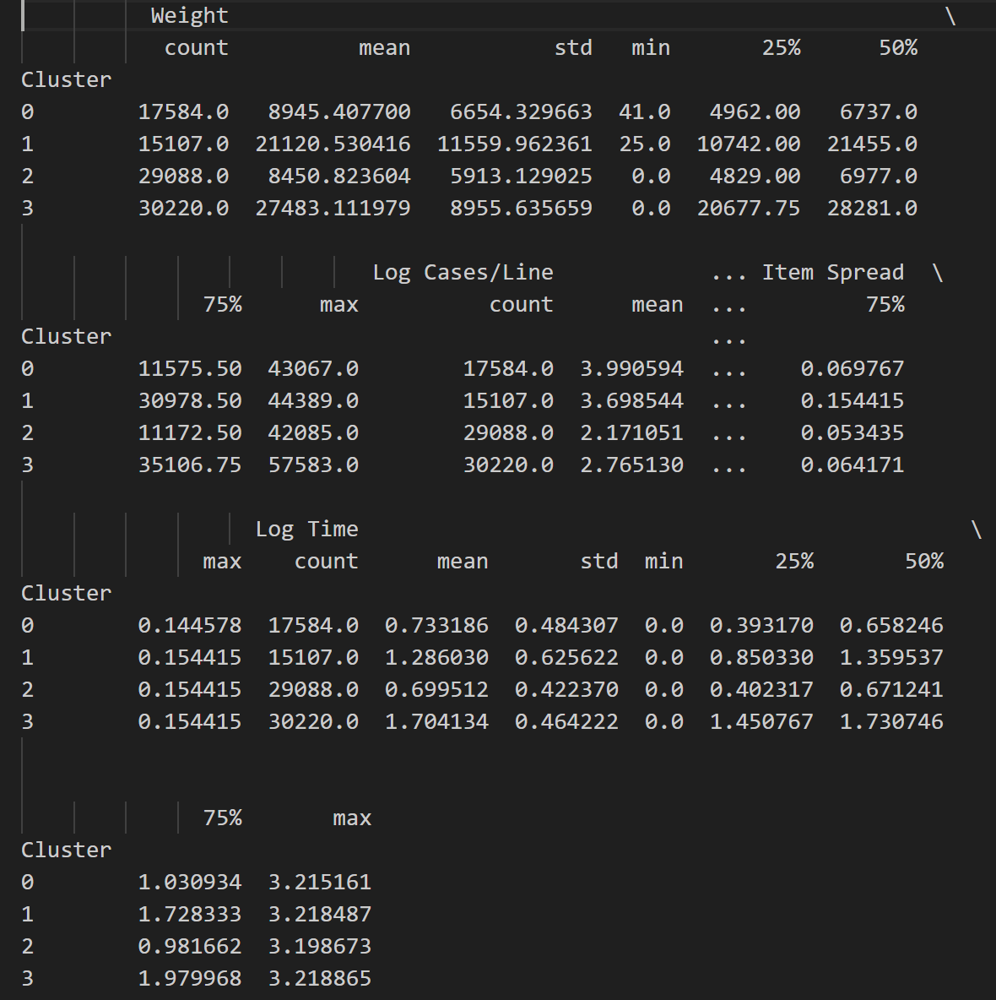 Weight \
count mean std min 25% 50%
Cluster
0 17584.0 8945.407700 6654.329663 41.0 4962.00 6737.0
1 15107.0 21120.530416 11559.962361 25.0 10742.00 21455.0
2 29088.0 8450.823604 5913.129025 0.0 4829.00 6977.0
3 30220.0 27483.111979 8955.635659 0.0 20677.75 28281.0
Log Cases/Line ... Item Spread \
75% max count mean ... 75%
Cluster ...
0 11575.50 43067.0 17584.0 3.990594 ... 0.069767
1 30978.50 44389.0 15107.0 3.698544 ... 0.154415
2 11172.50 42085.0 29088.0 2.171051 ... 0.053435
3 35106.75 57583.0 30220.0 2.765130 ... 0.064171
Log Time \
max count mean std min 25% 50%
Cluster
0 0.144578 17584.0 0.733186 0.484307 0.0 0.393170 0.658246
1 0.154415 15107.0 1.286030 0.625622 0.0 0.850330 1.359537
2 0.154415 29088.0 0.699512 0.422370 0.0 0.402317 0.671241
3 0.154415 30220.0 1.704134 0.464222 0.0 1.450767 1.730746
75% max
Cluster
0 1.030934 3.215161
1 1.728333 3.218487
2 0.981662 3.198673
3 1.979968 3.218865